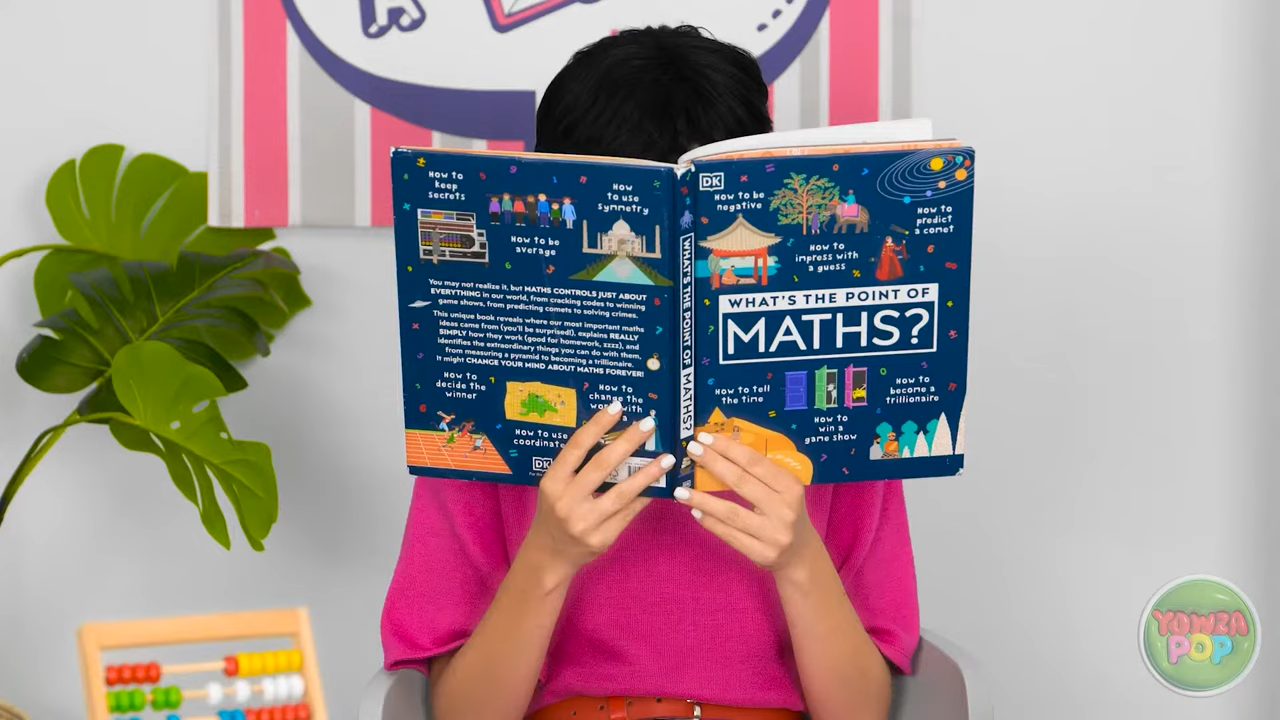 How to
keep
secrets
How
to use
symmetry
How to be
average
You may not realize it, but MATHS CONTROLS JUST ABOUT
EVERYTHING in our world, from cracking codes to winning
game shows, from predicting comets to solving crimes.
This unique book reveals where our most important maths
ideas came from (you'll be surprised!), explains REALLY
SIMPLY how they work (good for homework, zzzz), and
identifies the extraordinary things you can do with them,
from measuring a pyramid to becoming a trillionaire.
It might CHANGE YOUR MIND ABOUT MATHS FOREVER!
How to
decide the
winner
How to
change the
with
a
How to use
DK
WHAT'S THE POINT OF MATHS?
DK
How to be
negative
How to
predict
a comet
How to
impress with
a guess
WHAT'S THE POINT OF
MATHS?
How to tell
the time
How to
become a
trillionaire
How to
win a
game show
YOWZA
POP